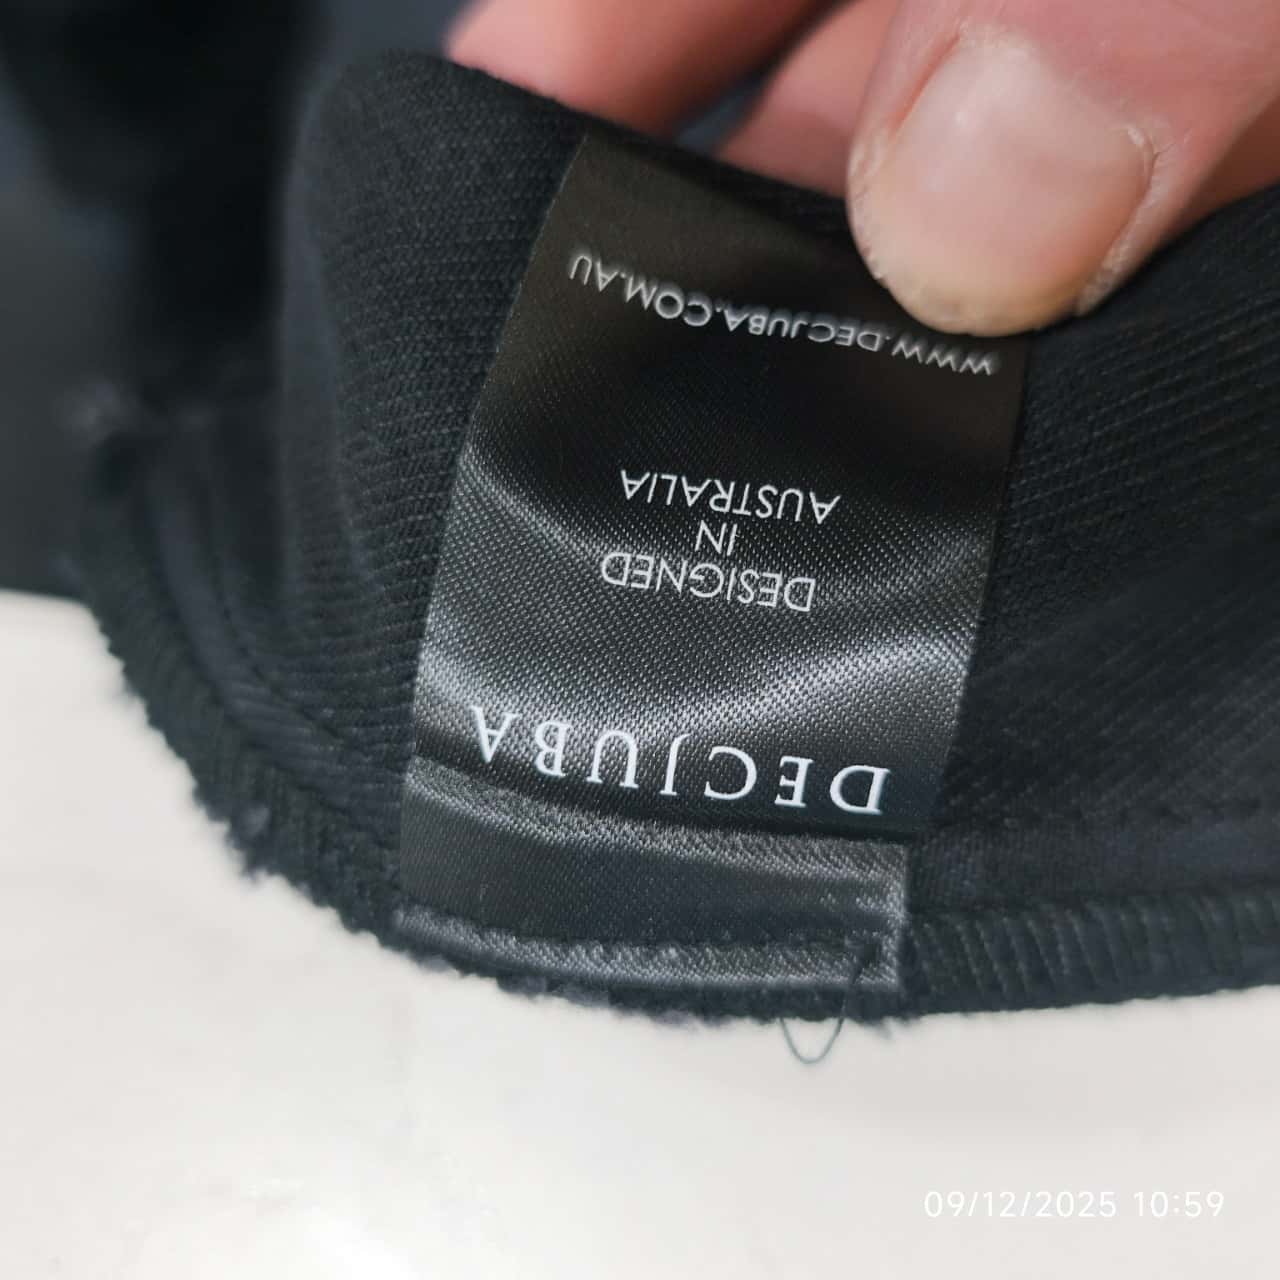 DECJUBA
DESIGNED
IN
AUSTRALIA
WWW.DECJUBA.COM.AU
09/12/2025 10:59